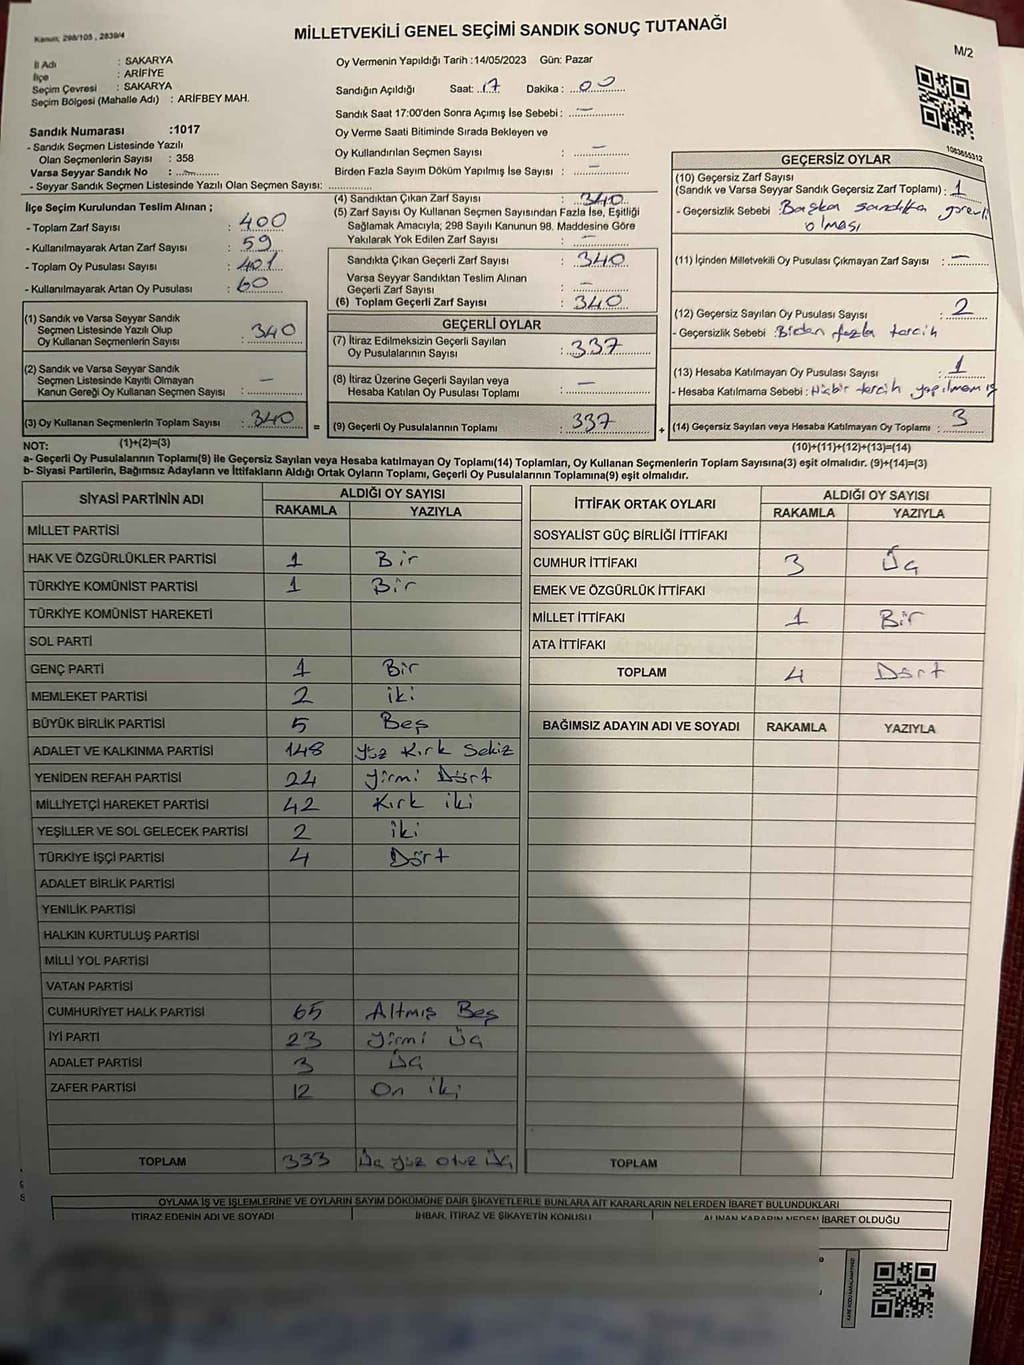 Kanun; 298/105 , 2839/4
MİLLETVEKİLİ GENEL SEÇİMİ SANDIK SONUÇ TUTANAĞI
M/2
İl Adı : SAKARYA
İlçe : ARİFİYE
Seçim Çevresi : SAKARYA
Seçim Bölgesi (Mahalle Adı) : ARİFBEY MAH.
Sandık Numarası :1017
- Sandık Seçmen Listesinde Yazılı
Olan Seçmenlerin Sayısı : 358
Varsa Seyyar Sandık No : —
- Seyyar Sandık Seçmen Listesinde Yazılı Olan Seçmen Sayısı:
Oy Vermenin Yapıldığı Tarih :14/05/2023 Gün: Pazar
Sandığın Açıldığı Saat: 17 Dakika : 00
Sandık Saat 17:00'den Sonra Açımış İse Sebebi : —
Oy Verme Saati Bitiminde Sırada Bekleyen ve
Oy Kullandırılan Seçmen Sayısı : —
Birden Fazla Sayım Döküm Yapılmış İse Sayısı : —
1083655312
İlçe Seçim Kurulundan Teslim Alınan ;
- Toplam Zarf Sayısı : 400
- Kullanılmayarak Artan Zarf Sayısı : 59
- Toplam Oy Pusulası Sayısı : 401
- Kullanılmayarak Artan Oy Pusulası : 60
(4) Sandıktan Çıkan Zarf Sayısı : 340
(5) Zarf Sayısı Oy Kullanan Seçmen Sayısından Fazla İse, Eşitliği
Sağlamak Amacıyla; 298 Sayılı Kanunun 98. Maddesine Göre
Yakılarak Yok Edilen Zarf Sayısı : —
Sandıkta Çıkan Geçerli Zarf Sayısı : 340
Varsa Seyyar Sandıktan Teslim Alınan
Geçerli Zarf Sayısı : —
(6) Toplam Geçerli Zarf Sayısı : 340
GEÇERSİZ OYLAR
(10) Geçersiz Zarf Sayısı
(Sandık ve Varsa Seyyar Sandık Geçersiz Zarf Toplamı) : 1
- Geçersizlik Sebebi :Başka sandıkta görevli
olması
(11) İçinden Milletvekili Oy Pusulası Çıkmayan Zarf Sayısı : —
(12) Geçersiz Sayılan Oy Pusulası Sayısı : 2
- Geçersizlik Sebebi :Birden fazla tercih
(13) Hesaba Katılmayan Oy Pusulası Sayısı : 1
- Hesaba Katılmama Sebebi : Hiçbir tercih yapılmamış
(14) Geçersiz Sayılan veya Hesaba Katılmayan Oy Toplamı : 3
(1) Sandık ve Varsa Seyyar Sandık
Seçmen Listesinde Yazılı Olup
Oy Kullanan Seçmenlerin Sayısı : 340
(2) Sandık ve Varsa Seyyar Sandık
Seçmen Listesinde Kayıtlı Olmayan
Kanun Gereği Oy Kullanan Seçmen Sayısı : —
(3) Oy Kullanan Seçmenlerin Toplam Sayısı : 340 =
GEÇERLİ OYLAR
(7) İtiraz Edilmeksizin Geçerli Sayılan
Oy Pusulalarının Sayısı : 337
(8) İtiraz Üzerine Geçerli Sayılan veya
Hesaba Katılan Oy Pusulası Toplamı : —
(9) Geçerli Oy Pusulalarının Toplamı : 337 +
NOT: (1)+(2)=(3) (10)+(11)+(12)+(13)=(14)
a- Geçerli Oy Pusulasının Toplamı(9) ile Geçersiz Sayılan veya Hesaba katılmayan Oy Toplamı(14) Toplamları, Oy Kullanan Seçmenlerin Toplam Sayısına(3) eşit olmalıdır. (9)+(14)=(3)
b- Siyasi Partilerin, Bağımsız Adayların ve İttifakların Aldığı Ortak Oyların Toplamı, Geçerli Oy Pusulalarının Toplamına(9) eşit olmalıdır.
SİYASİ PARTİNİN ADI ALDIĞI OY SAYISI
RAKAMLA YAZIYLA
MİLLET PARTİSİ
HAK VE ÖZGÜRLÜKLER PARTİSİ 1 Bir
TÜRKİYE KOMÜNİST PARTİSİ 1 Bir
TÜRKİYE KOMÜNİST HAREKETİ
SOL PARTİ
GENÇ PARTİ 1 Bir
MEMLEKET PARTİSİ 2 iki
BÜYÜK BİRLİK PARTİSİ 5 Beş
ADALET VE KALKINMA PARTİSİ 148 yüz Kırk Sekiz
YENİDEN REFAH PARTİSİ 24 yirmi Dört
MİLLİYETÇİ HAREKET PARTİSİ 42 Kırk iki
YEŞİLLER VE SOL GELECEK PARTİSİ 2 iki
TÜRKİYE İŞÇİ PARTİSİ 4 Dört
ADALET BİRLİK PARTİSİ
YENİLİK PARTİSİ
HALKIN KURTULUŞ PARTİSİ
MİLLİ YOL PARTİSİ
VATAN PARTİSİ
CUMHURİYET HALK PARTİSİ 65 Altmış Beş
İYİ PARTİ 23 yirmi Üç
ADALET PARTİSİ 3 Üç
ZAFER PARTİSİ 12 On iki
TOPLAM 333 Üç yüz otuz Üç
İTTİFAK ORTAK OYLARI ALDIĞI OY SAYISI
RAKAMLA YAZIYLA
SOSYALİST GÜÇ BİRLİĞİ İTTİFAKI
CUMHUR İTTİFAKI 3 Üç
EMEK VE ÖZGÜRLÜK İTTİFAKI
MİLLET İTTİFAKI 1 Bir
ATA İTTİFAKI
TOPLAM 4 Dört
BAĞIMSIZ ADAYIN ADI VE SOYADI RAKAMLA YAZIYLA
TOPLAM
OYLAMA İŞ VE İŞLEMLERİNE VE OYLARIN SAYIM DÖKÜMÜNE DAİR ŞİKAYETLERLE BUNLARA AİT KARARLARIN NELERDEN İBARET BULUNDUKLARI
İTİRAZ EDENİN ADI VE SOYADI İHBAR, İTİRAZ VE ŞİKAYETİN KONUSU ALINAN KARARIN NEDEN İBARET OLDUĞU